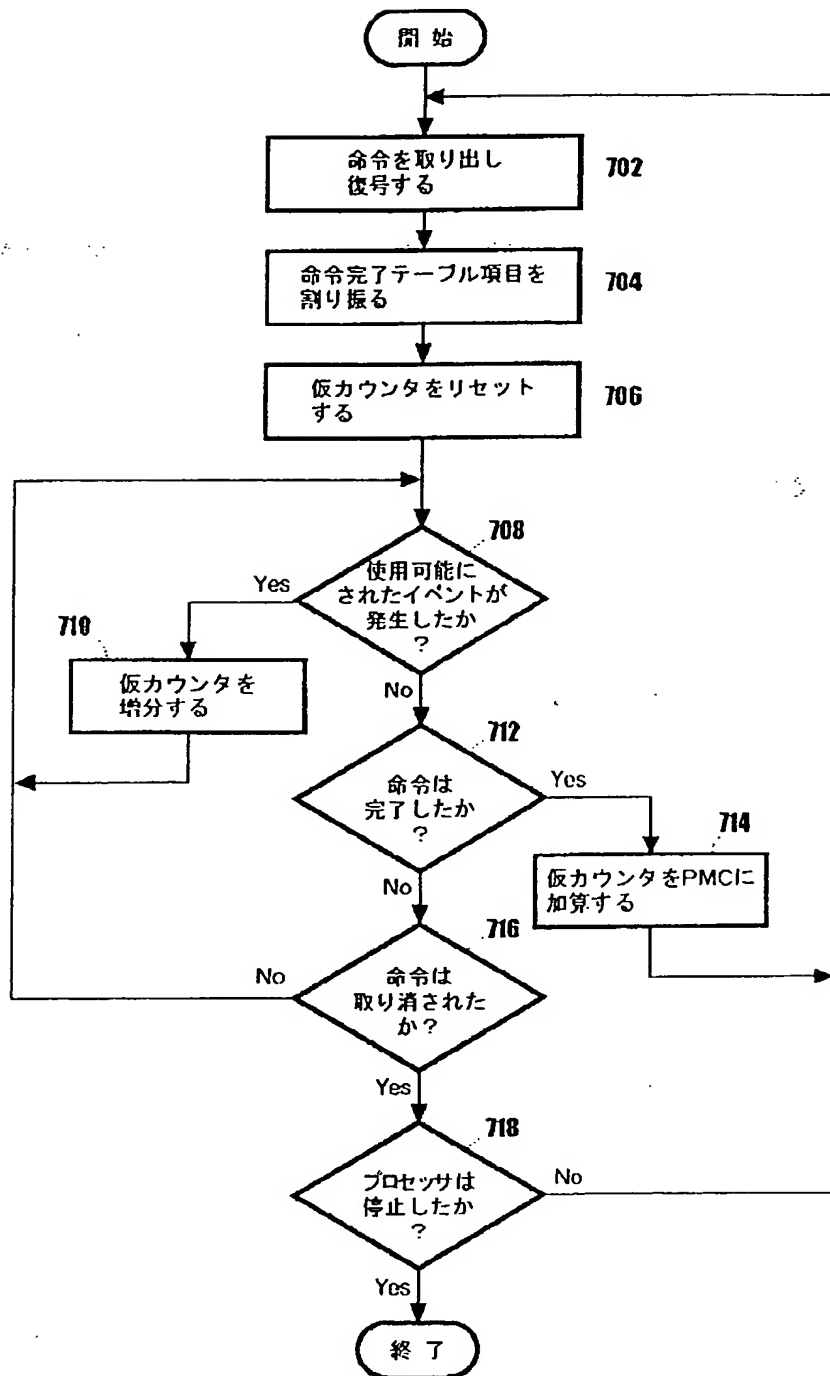 開始
命令を取り出し
復号する
702
命令完了テーブル項目を
割り振る
704
仮カウンタをリセット
する
706
708
使用可能に
されたイベントが
発生したか
?
Yes
710
仮カウンタを
増分する
No
712
命令は
完了したか
?
Yes
714
仮カウンタをPMCに
加算する
No
716
命令は
取り消された
か?
No
Yes
718
プロセッサは
停止したか
?
No
Yes
終了